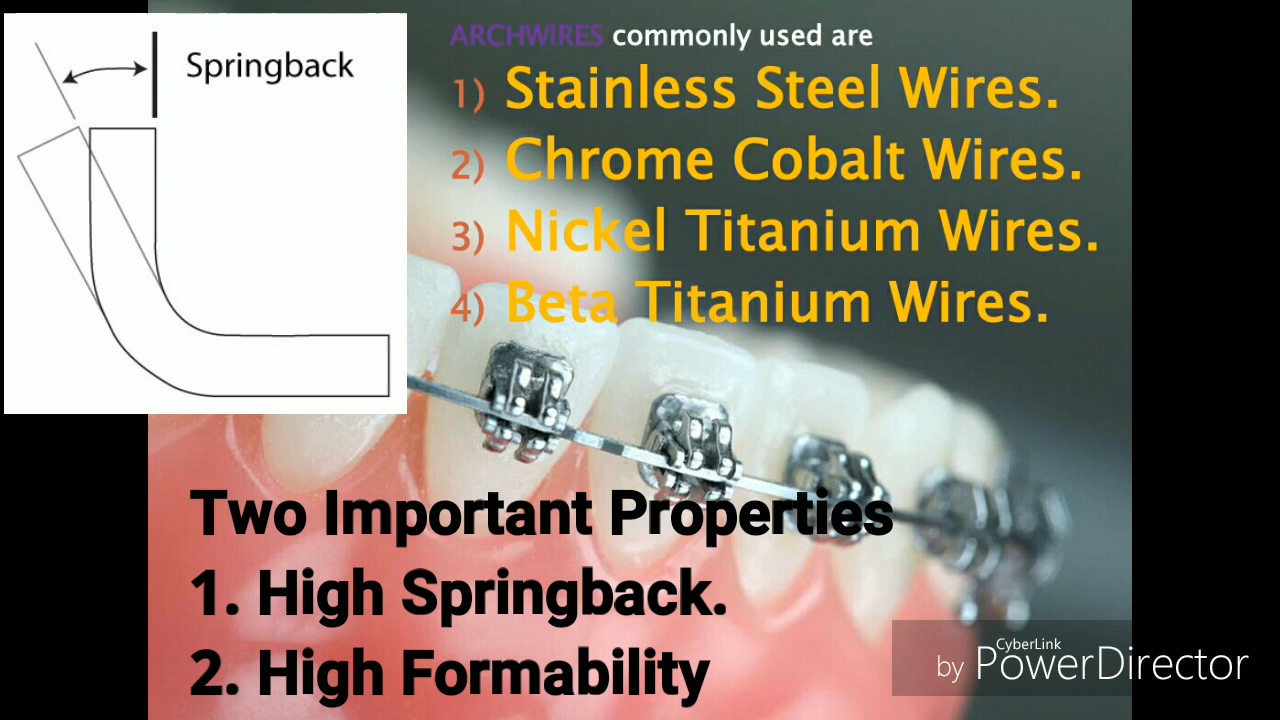 Springback
ARCHWIRES commonly used are
1) Stainless Steel Wires.
2) Chrome Cobalt Wires.
3) Nickel Titanium Wires.
4) Beta Titanium Wires.
Two Important Properties
1. High Springback.
2. High Formability
CyberLink
by PowerDirector